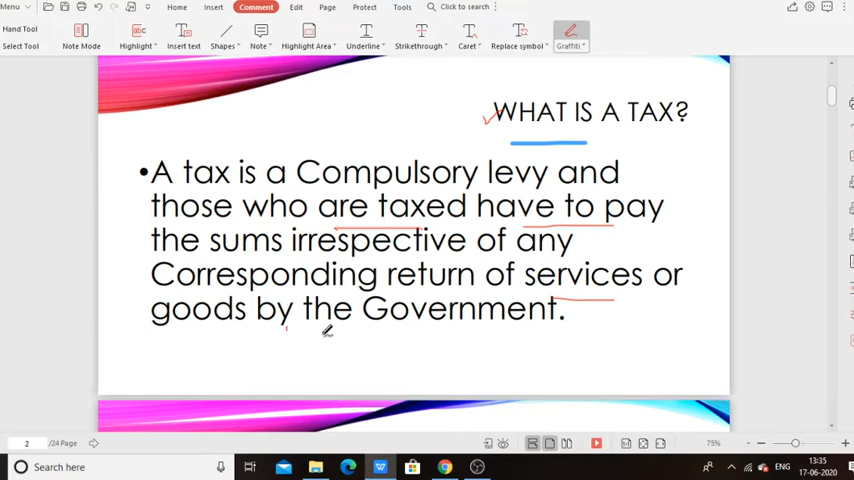 Menu
Home
Insert
Comment
Edit
Page
Protect
Tools
Click to search
Hand Tool
Select Tool
Note Mode
Highlight
Insert text
Shapes
Note
Highlight Area
Underline
Strikethrough
Caret
Replace symbol
Graffiti
WHAT IS A TAX?
•A tax is a Compulsory levy and
those who are taxed have to pay
the sums irrespective of any
Corresponding return of services or
goods by the Government.
2 /24 Page
75%
Search here
ENG
13:35
17-06-2020